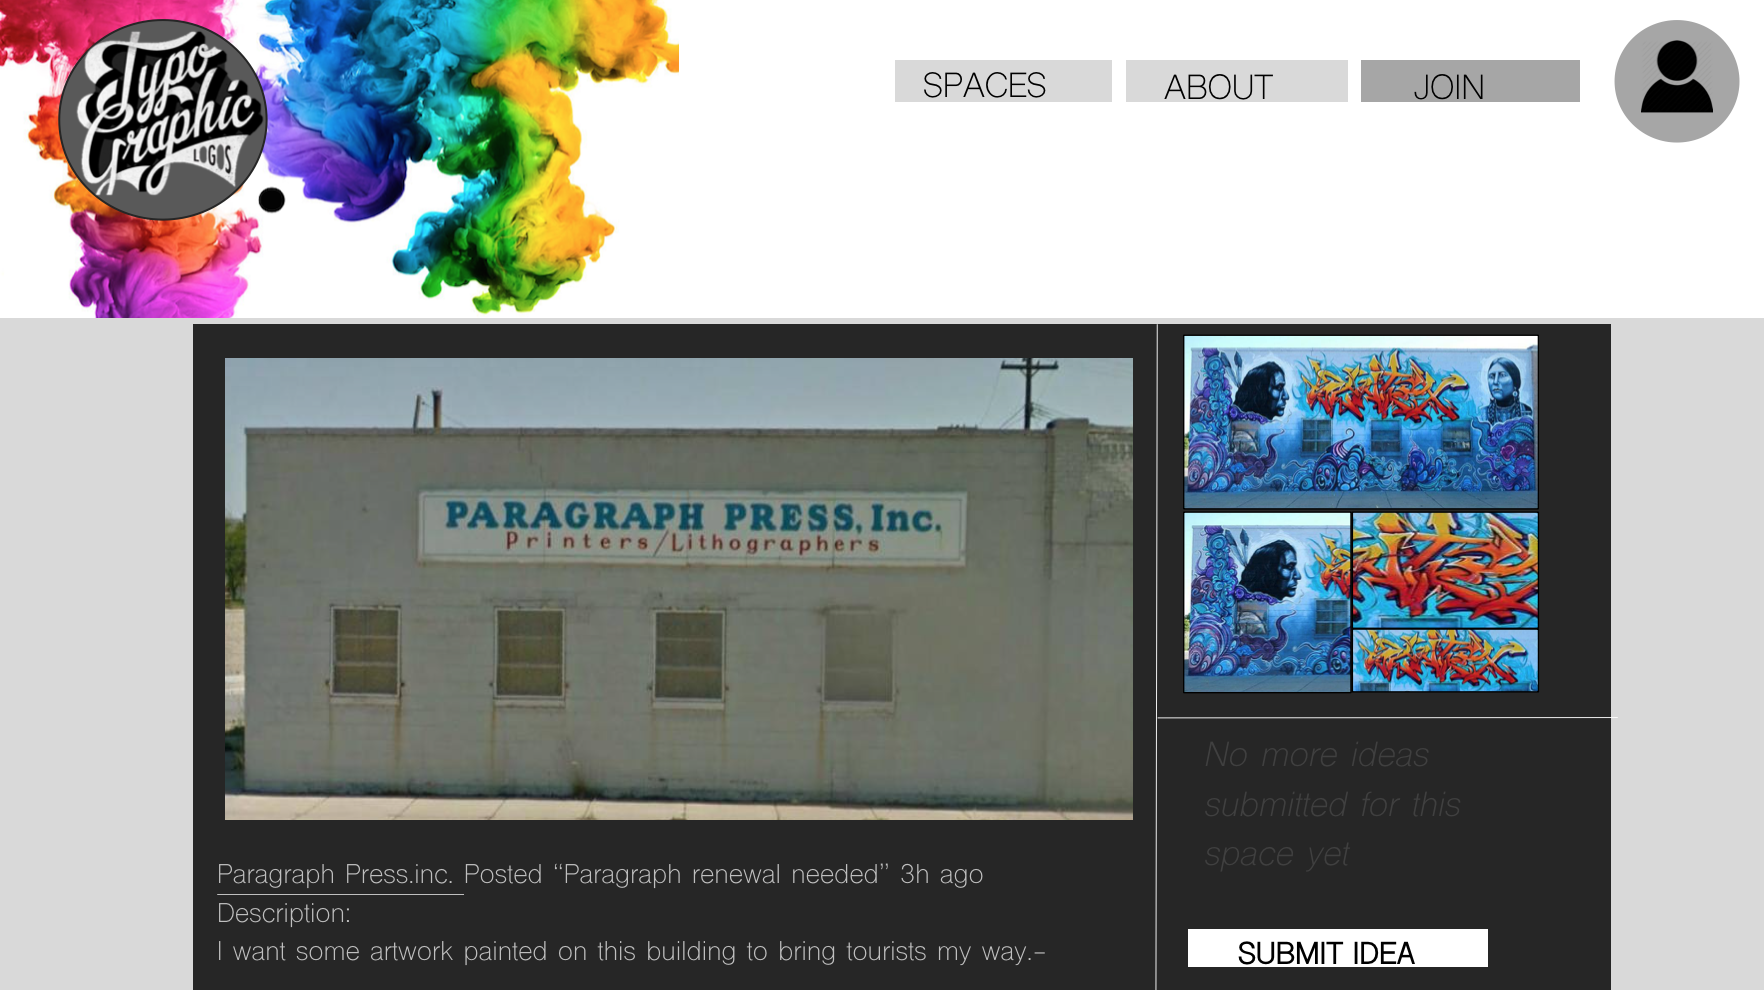 Typo
Graphic
LOGOS
SPACES
ABOUT
JOIN
PARAGRAPH PRESS, Inc.
Printers/Lithographers
No more ideas
submitted for this
space yet
Paragraph Press.inc. Posted “Paragraph renewal needed” 3h ago
Description:
I want some artwork painted on this building to bring tourists my way.-
SUBMIT IDEA